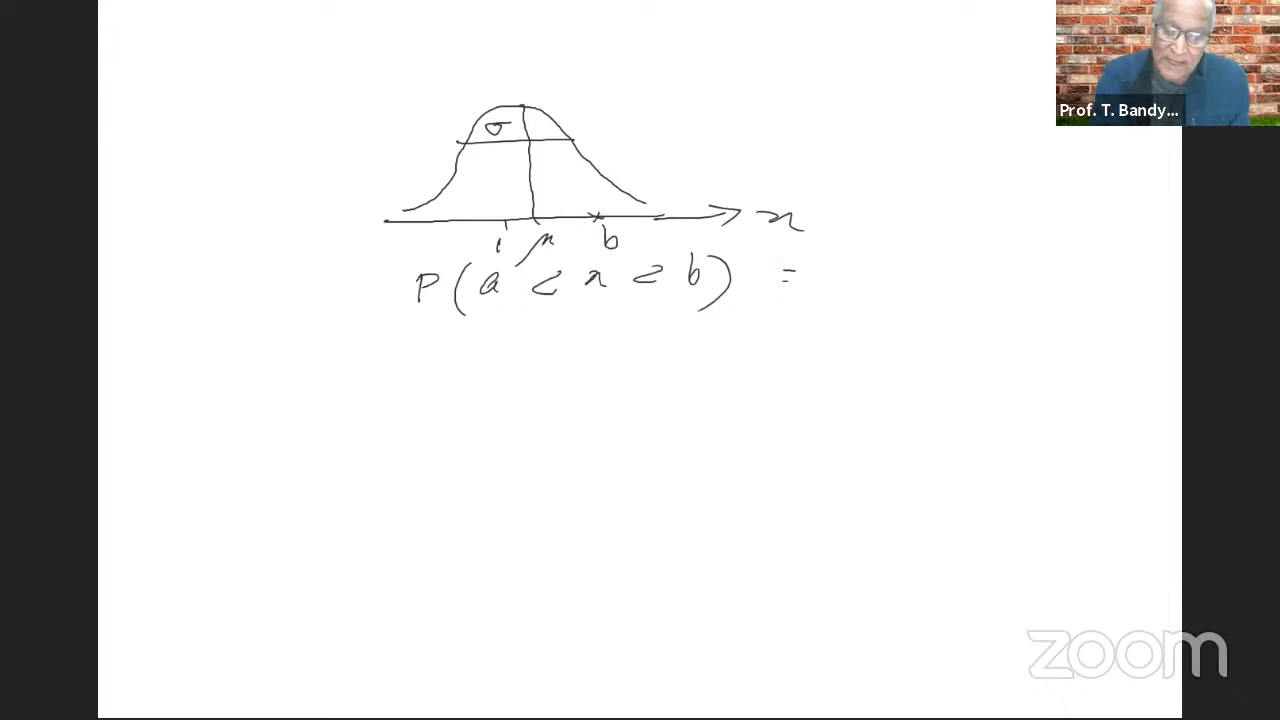 Prof. T. Bandy...
σ
x
μ b
P(a < x < b) =
zoom